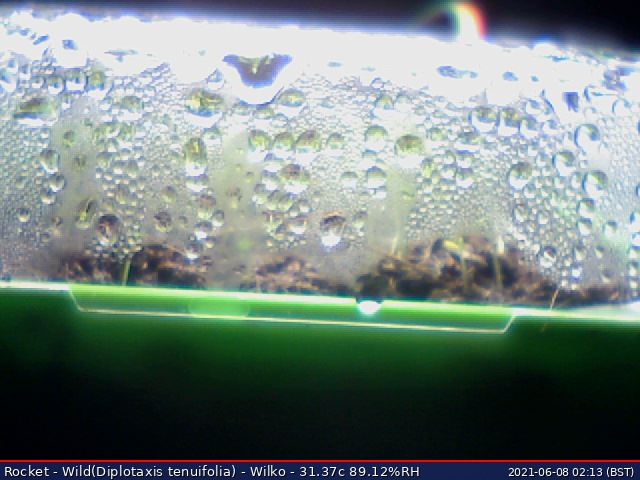 Rocket - Wild(Diplotaxis tenuifolia) - Wilko - 31.37c 89.12%RH 2021-06-08 02:13 (BST)